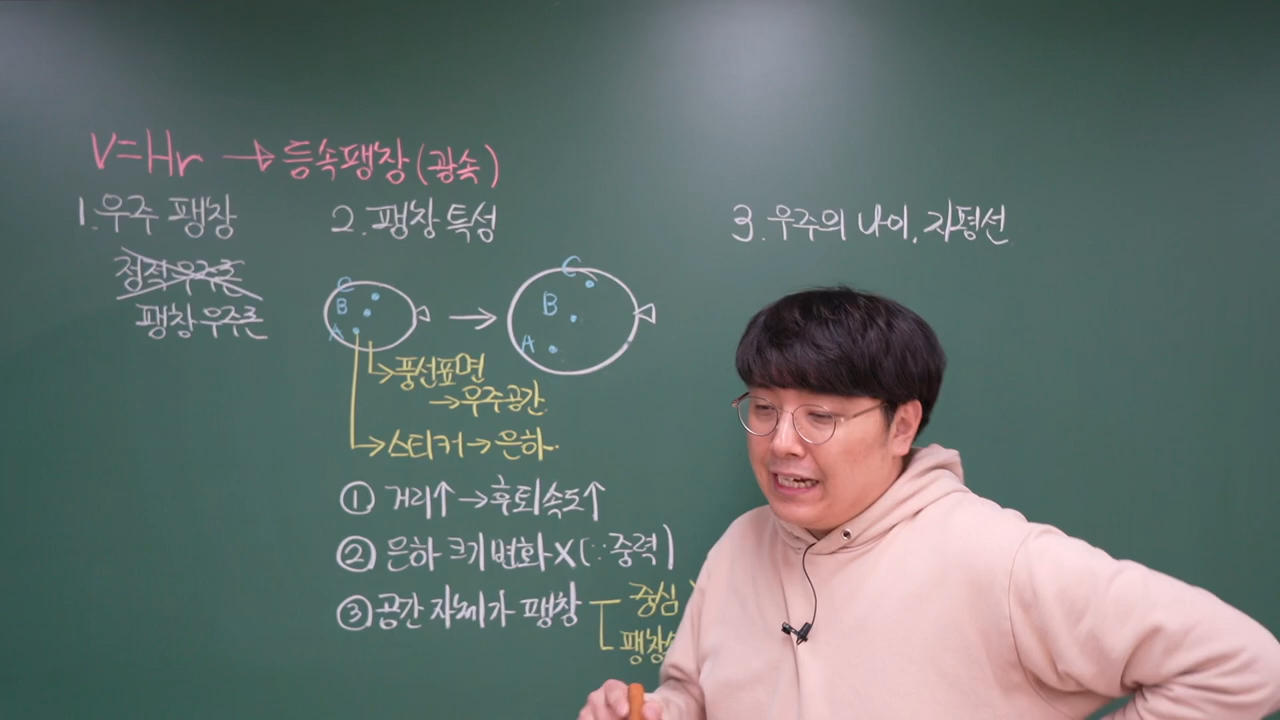 V=Hr → 등속팽창(광속)
1. 우주 팽창
정적우주론
팽창우주론
2. 팽창 특성
C
B
A
→
C
B
A
→ 풍선표면
→ 우주공간
→ 스티커 → 은하
① 거리↑ → 후퇴속도↑
② 은하 크기변화X(∵중력)
③ 공간 자체가 팽창
중심
팽창
3. 우주의 나이, 지평선